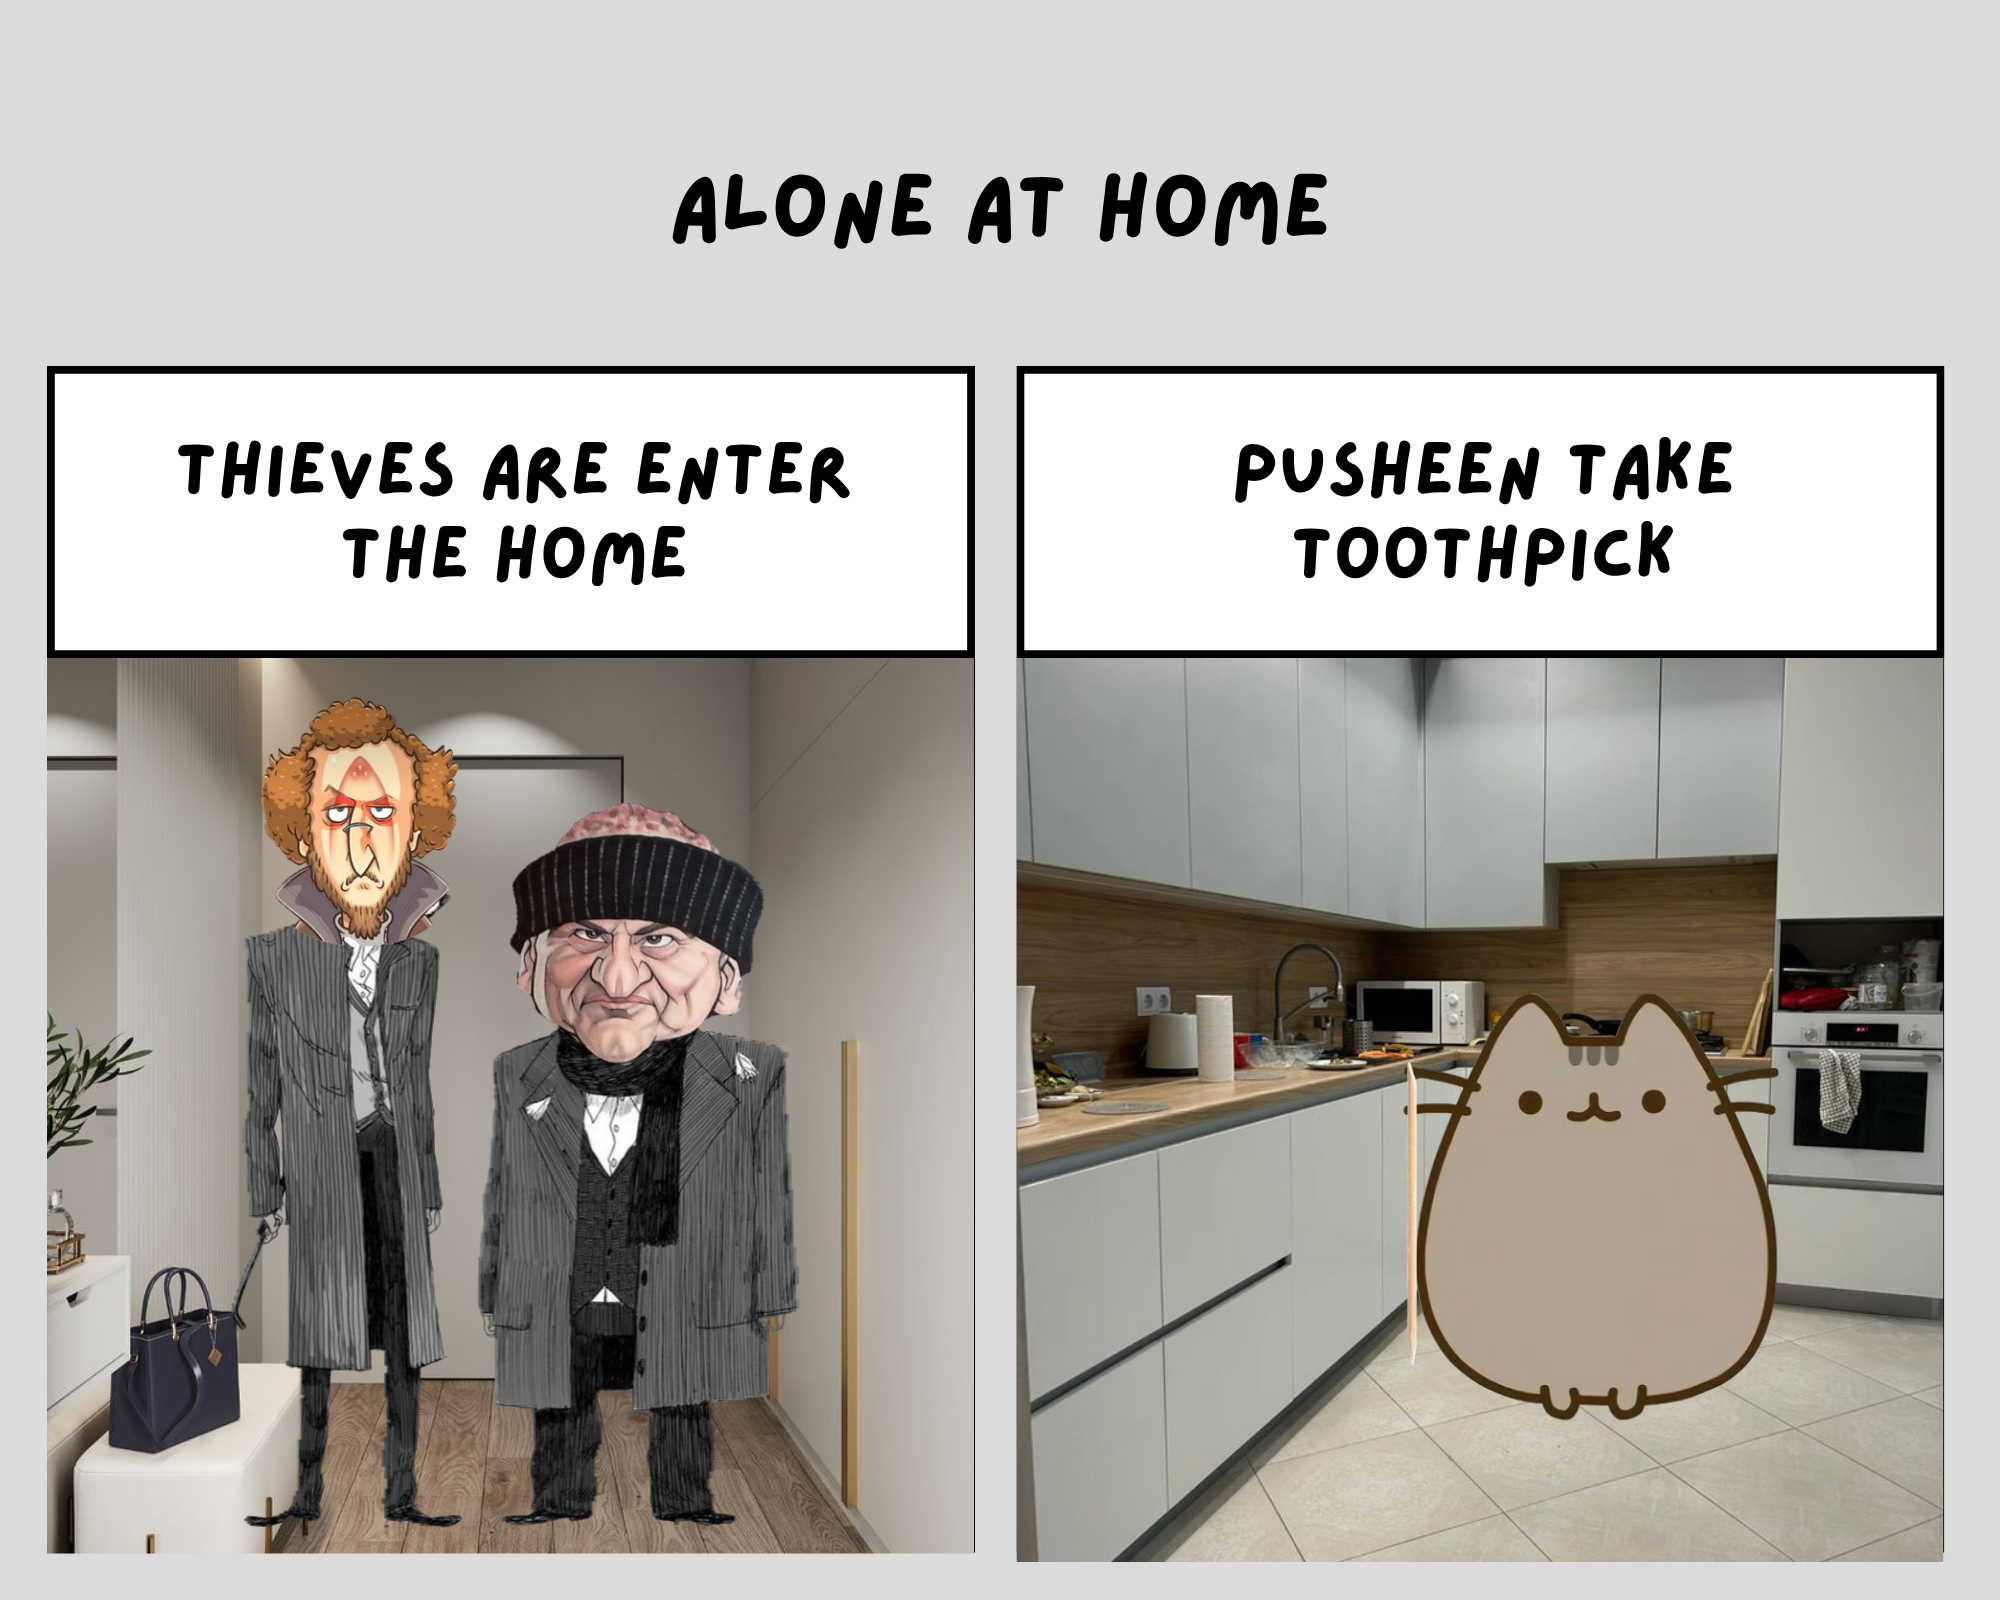 ALONE AT HOME
THIEVES ARE ENTER
THE HOME
PUSHEEN TAKE
TOOTHPICK